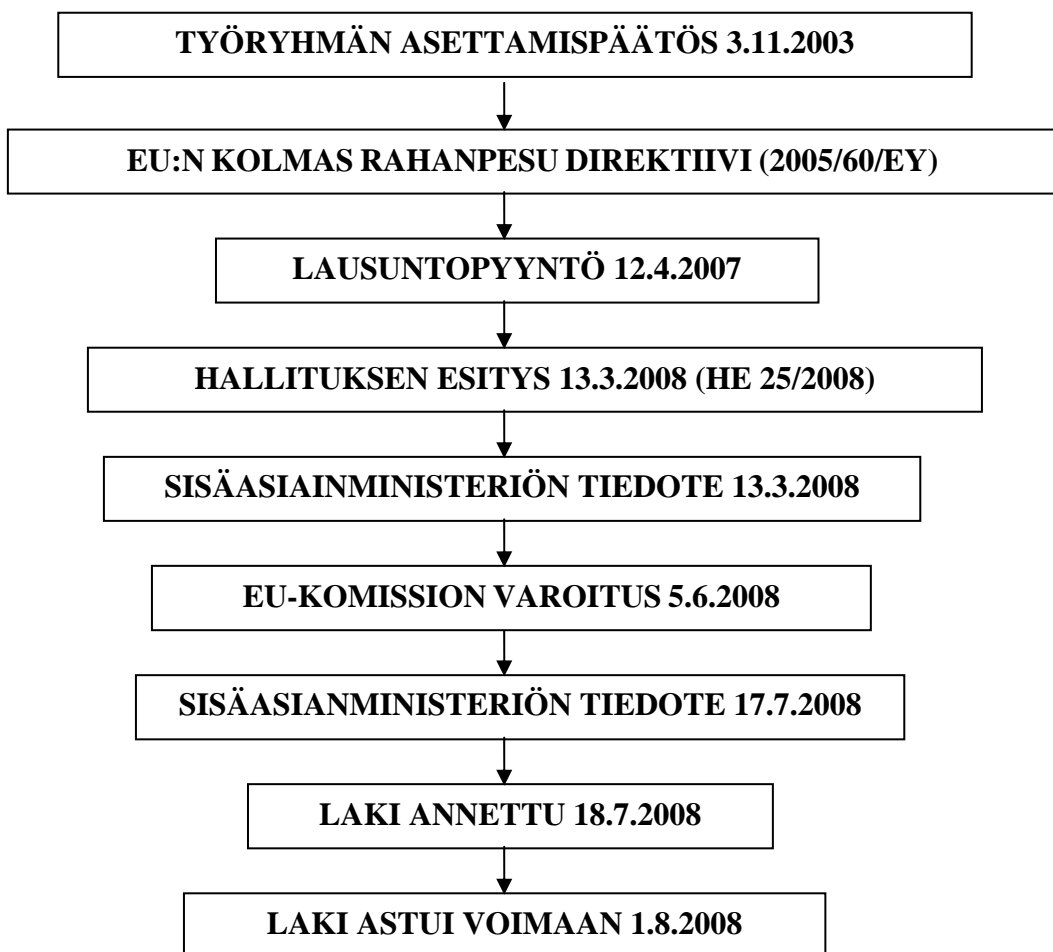 TYÖRYHMÄN ASETTAMISPÄÄTÖS 3.11.2003
EU:N KOLMAS RAHANPESU DIREKTIIVI (2005/60/EY)
LAUSUNTOPYYNTÖ 12.4.2007
HALLITUKSEN ESITYS 13.3.2008 (HE 25/2008)
SISÄASIAINMINISTERIÖN TIEDOTE 13.3.2008
EU-KOMISSION VAROITUS 5.6.2008
SISÄASIANMINISTERIÖN TIEDOTE 17.7.2008
LAKI ANNETTU 18.7.2008
LAKI ASTUI VOIMAAN 1.8.2008